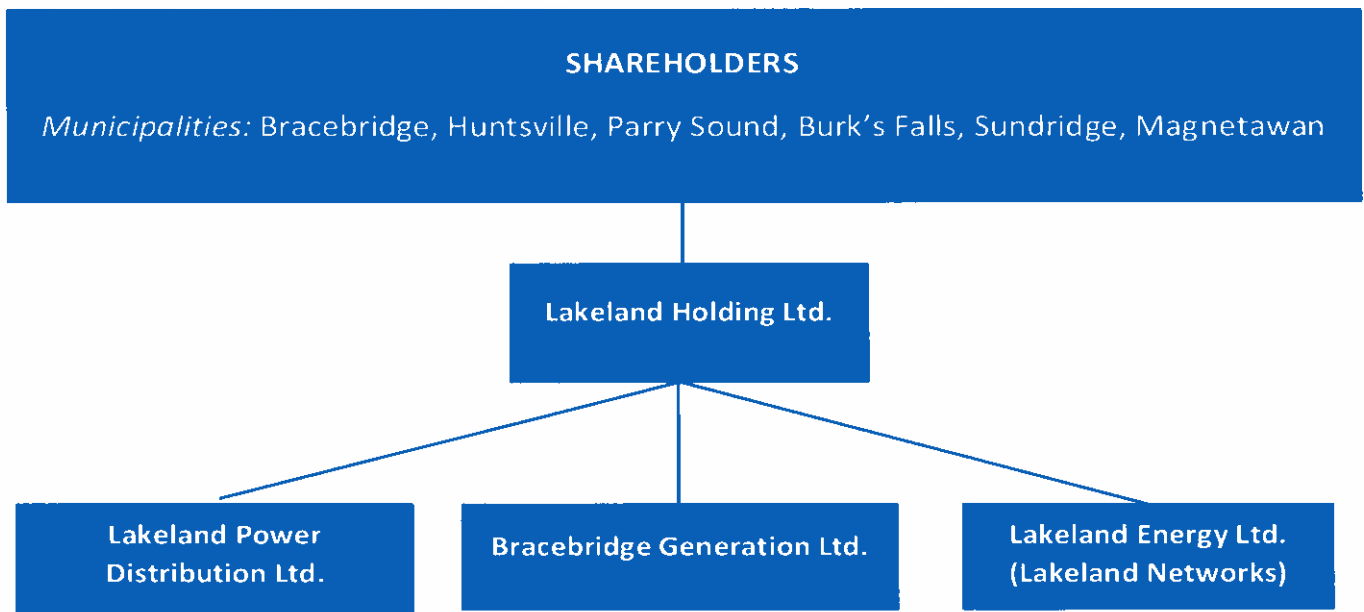 SHAREHOLDERS
Municipalities: Bracebridge, Huntsville, Parry Sound, Burk's Falls, Sundridge, Magnetawan
Lakeland Holding Ltd.
Lakeland Power
Distribution Ltd.
Bracebridge Generation Ltd.
Lakeland Energy Ltd.
(Lakeland Networks)